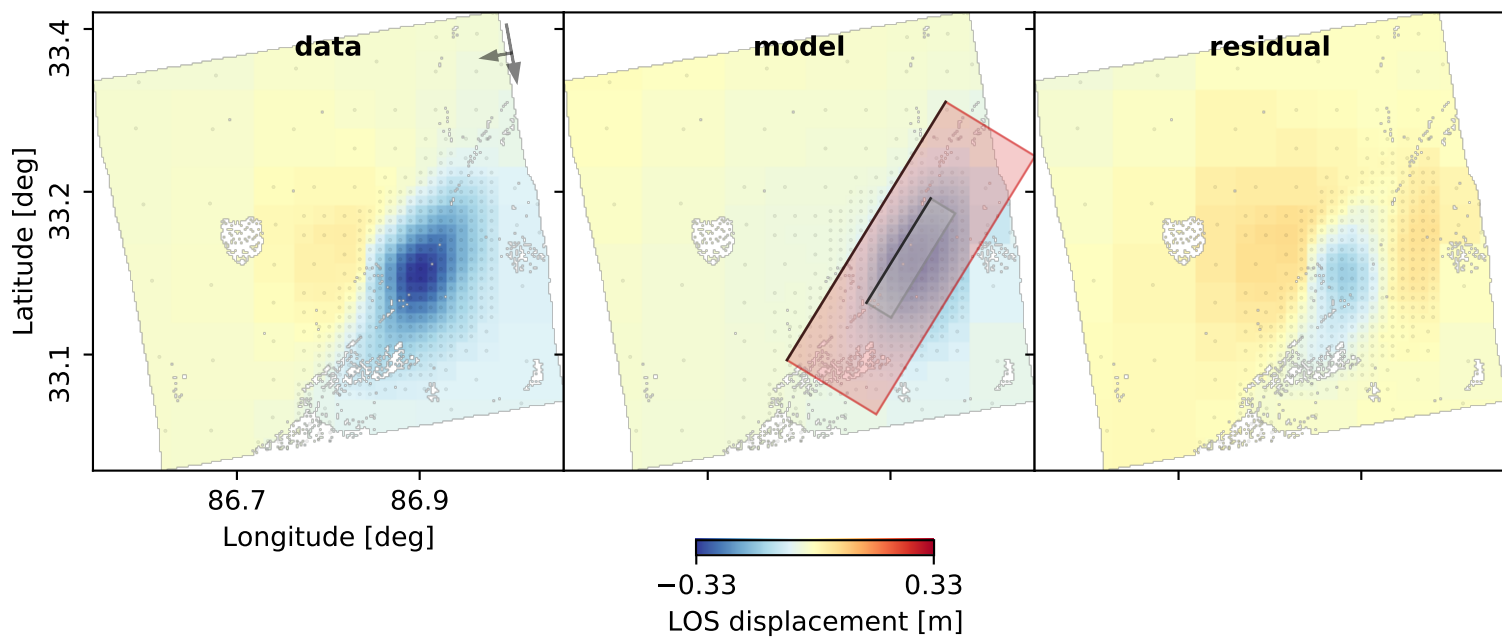 data
model
residual
33.4
33.2
33.1
Latitude [deg]
86.7
86.9
Longitude [deg]
−0.33
0.33
LOS displacement [m]